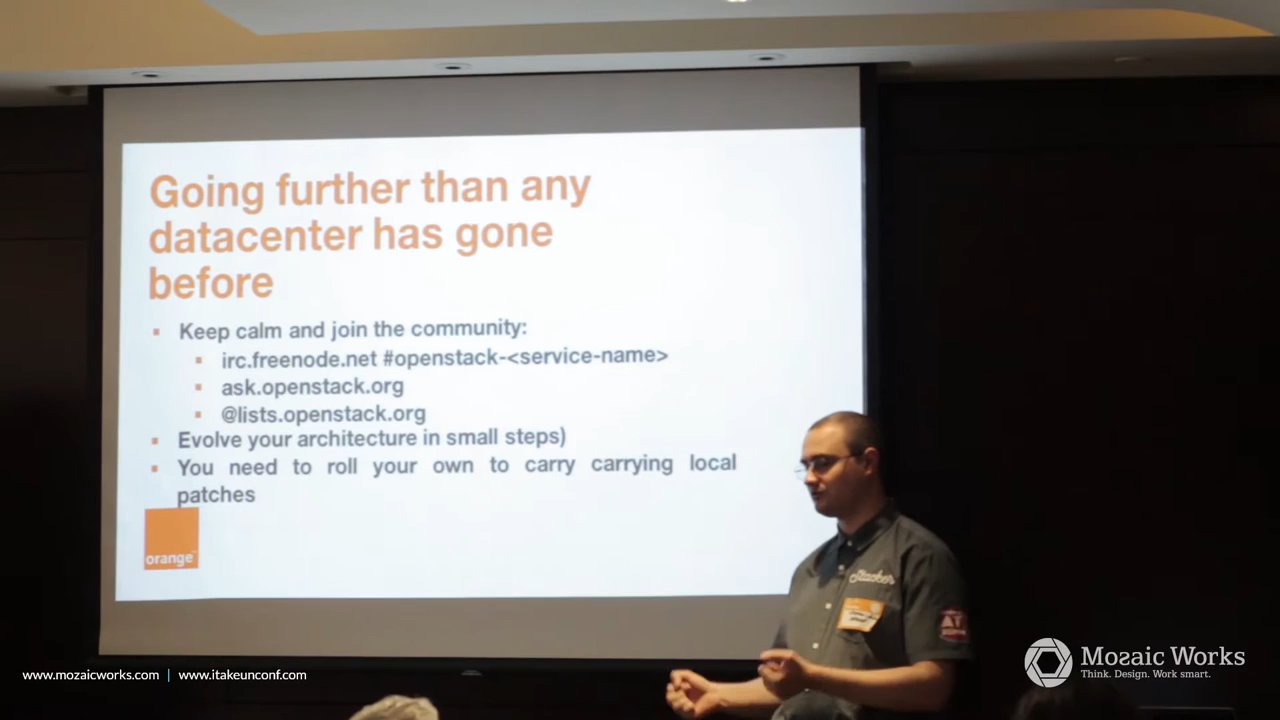 Going further than any
datacenter has gone
before
Keep calm and join the community:
irc.freenode.net #openstack-<service-name>
ask.openstack.org
@lists.openstack.org
Evolve your architecture in small steps)
You need to roll your own to carry carrying local
patches
orange
Stacker
www.mozaicworks.com | www.itakeunconf.com
Mozaic Works
Think. Design. Work smart.